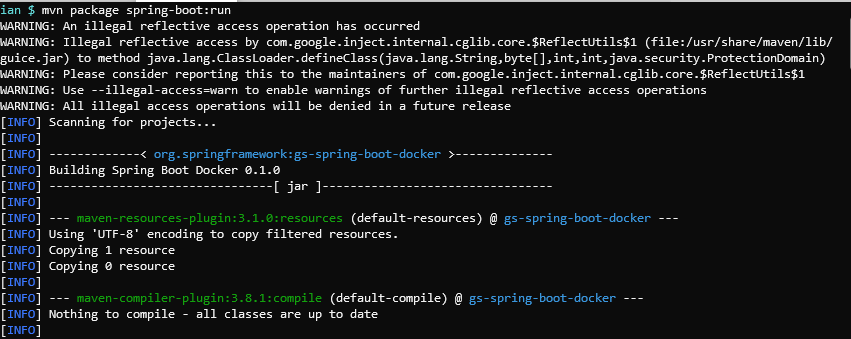 ian $ mvn package spring-boot:run
WARNING: An illegal reflective access operation has occurred
WARNING: Illegal reflective access by com.google.inject.internal.cglib.core.$ReflectUtils$1 (file:/usr/share/maven/lib/
guice.jar) to method java.lang.ClassLoader.defineClass(java.lang.String,byte[],int,int,java.security.ProtectionDomain)
WARNING: Please consider reporting this to the maintainers of com.google.inject.internal.cglib.core.$ReflectUtils$1
WARNING: Use --illegal-access=warn to enable warnings of further illegal reflective access operations
WARNING: All illegal access operations will be denied in a future release
[INFO] Scanning for projects...
[INFO]
[INFO] -------------< org.springframework:gs-spring-boot-docker >--------------
[INFO] Building Spring Boot Docker 0.1.0
[INFO] --------------------------------[ jar ]---------------------------------
[INFO]
[INFO] --- maven-resources-plugin:3.1.0:resources (default-resources) @ gs-spring-boot-docker ---
[INFO] Using 'UTF-8' encoding to copy filtered resources.
[INFO] Copying 1 resource
[INFO] Copying 0 resource
[INFO]
[INFO] --- maven-compiler-plugin:3.8.1:compile (default-compile) @ gs-spring-boot-docker ---
[INFO] Nothing to compile - all classes are up to date
[INFO]